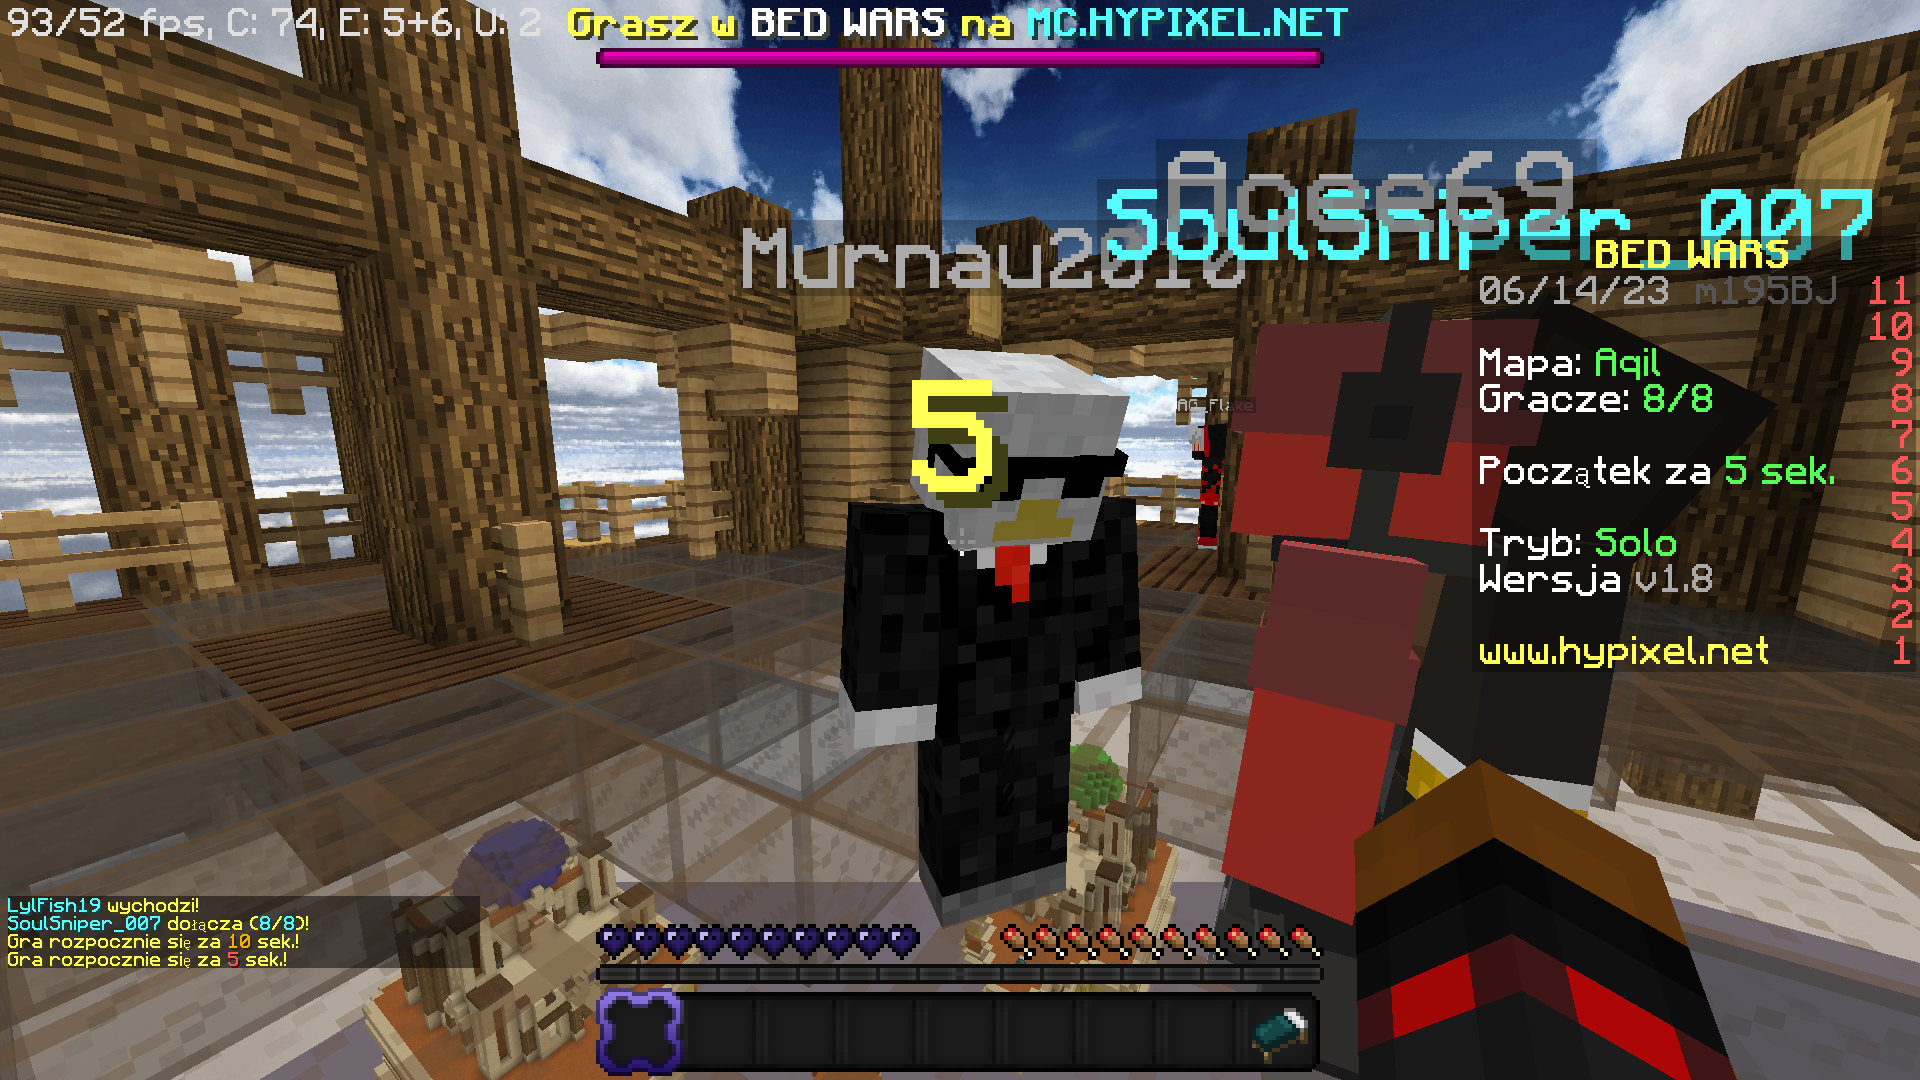 93/52 fps, C: 74, E: 5+6, U: 2
Grasz w BED WARS na MC.HYPIXEL.NET
SoulSniper_007
Murnau2010
BED WARS
06/14/23 m195BJ 11
10
Mapa: Aqil 9
Gracze: 8/8 8
7
Początek za 5 sek. 6
5
Tryb: Solo 4
Wersja v1.8 3
2
www.hypixel.net 1
5
LylFish19 wychodzi!
SoulSniper_007 dołącza (8/8)!
Gra rozpocznie się za 10 sek.!
Gra rozpocznie się za 5 sek.!